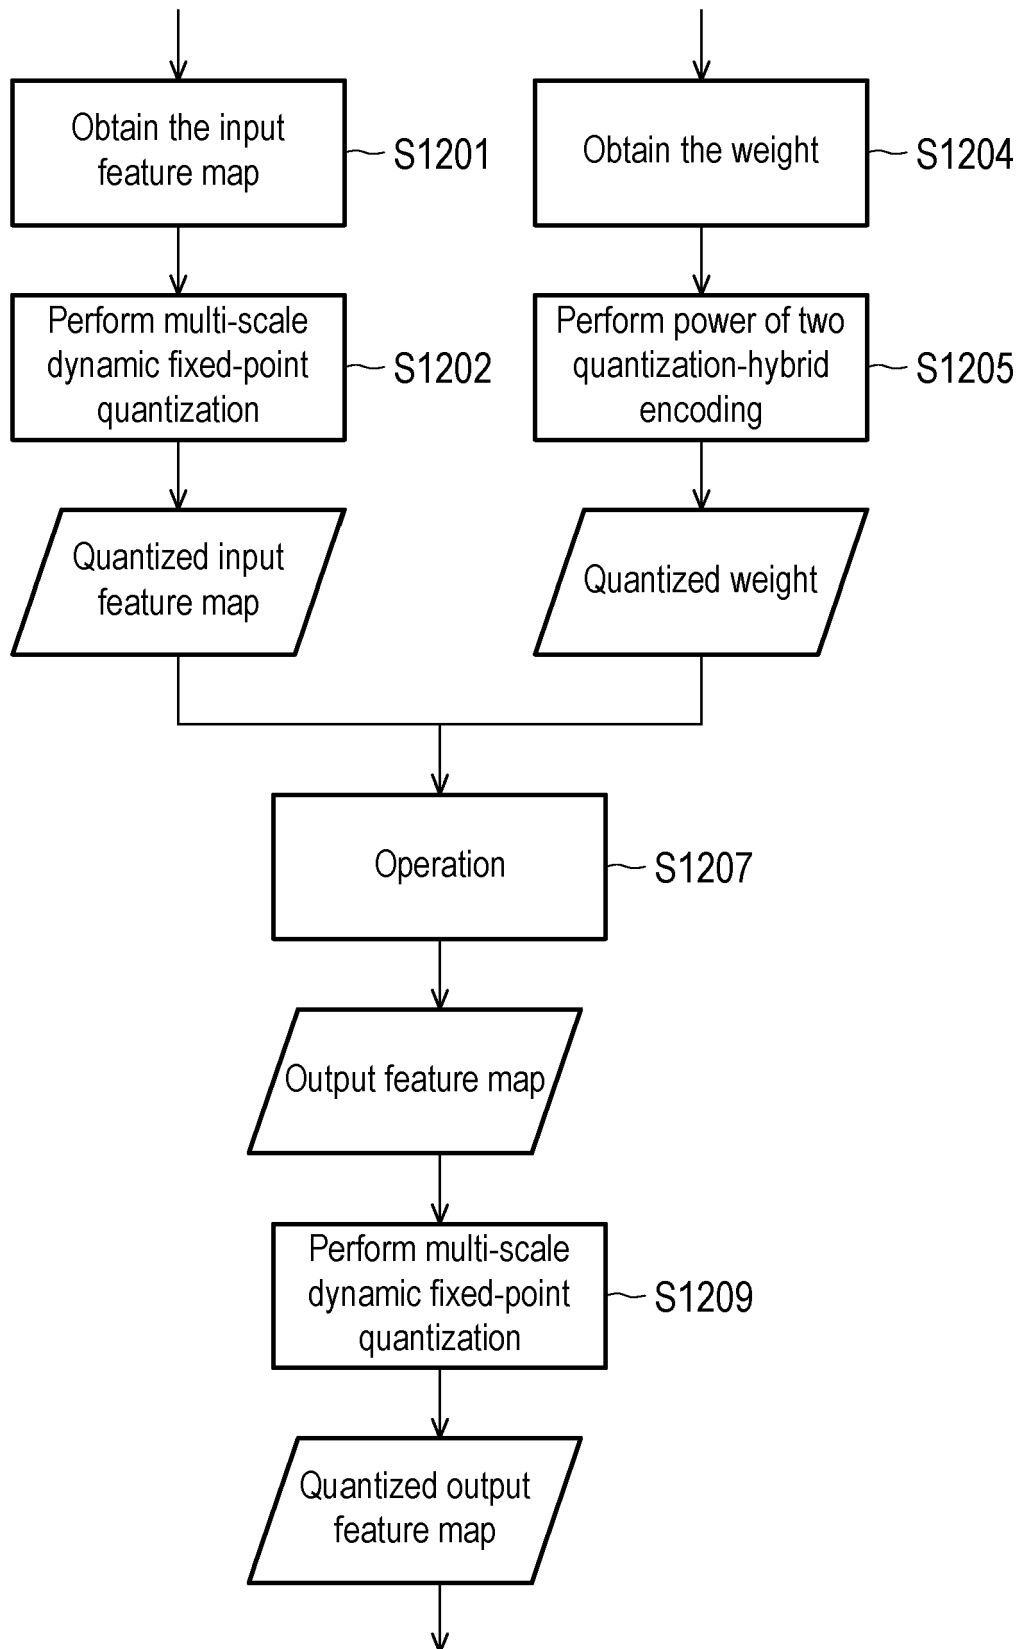 Obtain the input
feature map
S1201
Obtain the weight
S1204
Perform multi-scale
dynamic fixed-point
quantization
S1202
Perform power of two
quantization-hybrid
encoding
S1205
Quantized input
feature map
Quantized weight
Operation
S1207
Output feature map
Perform multi-scale
dynamic fixed-point
quantization
S1209
Quantized output
feature map